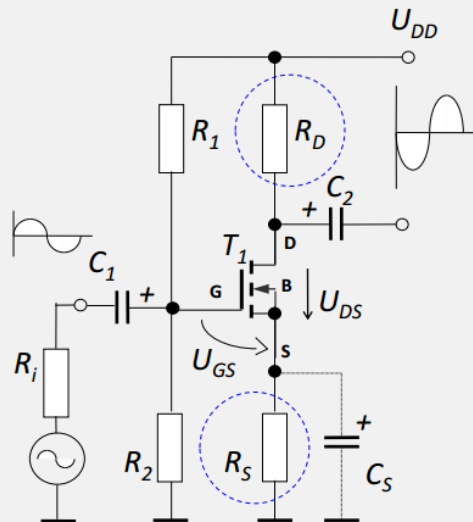 U_DD
R_1
R_D
C_2
+
D
T_1
C_1
+
G
B
U_DS
U_GS
S
R_i
R_2
R_S
+
C_S